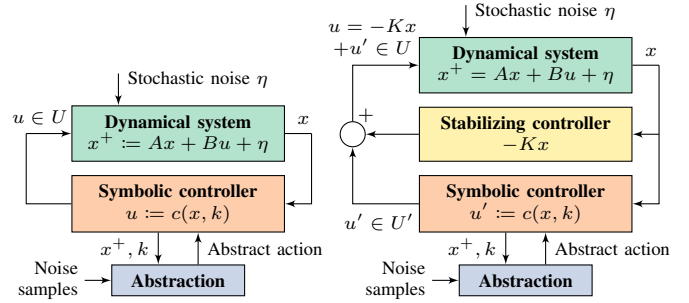 Stochastic noise η
u ∈ U
Dynamical system
x⁺ := Ax + Bu + η
x
Symbolic controller
u := c(x, k)
x⁺, k
Abstract action
Noise
samples
Abstraction
Stochastic noise η
u = −Kx
+u′ ∈ U
Dynamical system
x⁺ = Ax + Bu + η
x
+
Stabilizing controller
−Kx
Symbolic controller
u′ := c(x, k)
u′ ∈ U′
x⁺, k
Abstract action
Noise
samples
Abstraction